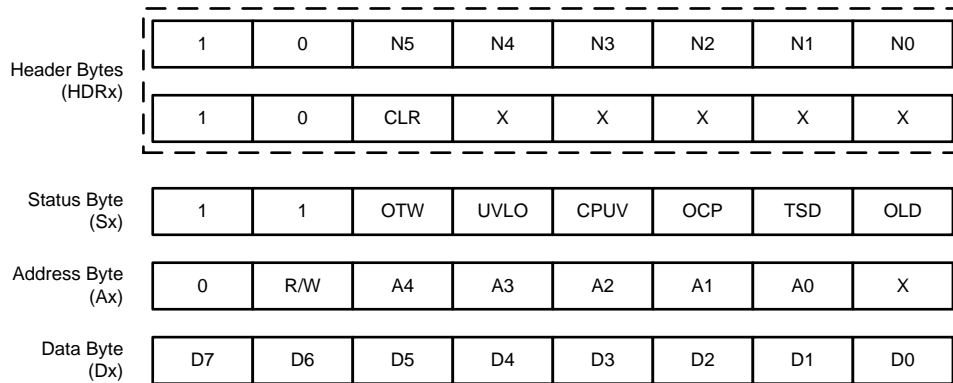 Header Bytes
(HDRx)
1 0 N5 N4 N3 N2 N1 N0
1 0 CLR X X X X X
Status Byte
(Sx)
1 1 OTW UVLO CPUV OCP TSD OLD
Address Byte
(Ax)
0 R/W A4 A3 A2 A1 A0 X
Data Byte
(Dx)
D7 D6 D5 D4 D3 D2 D1 D0